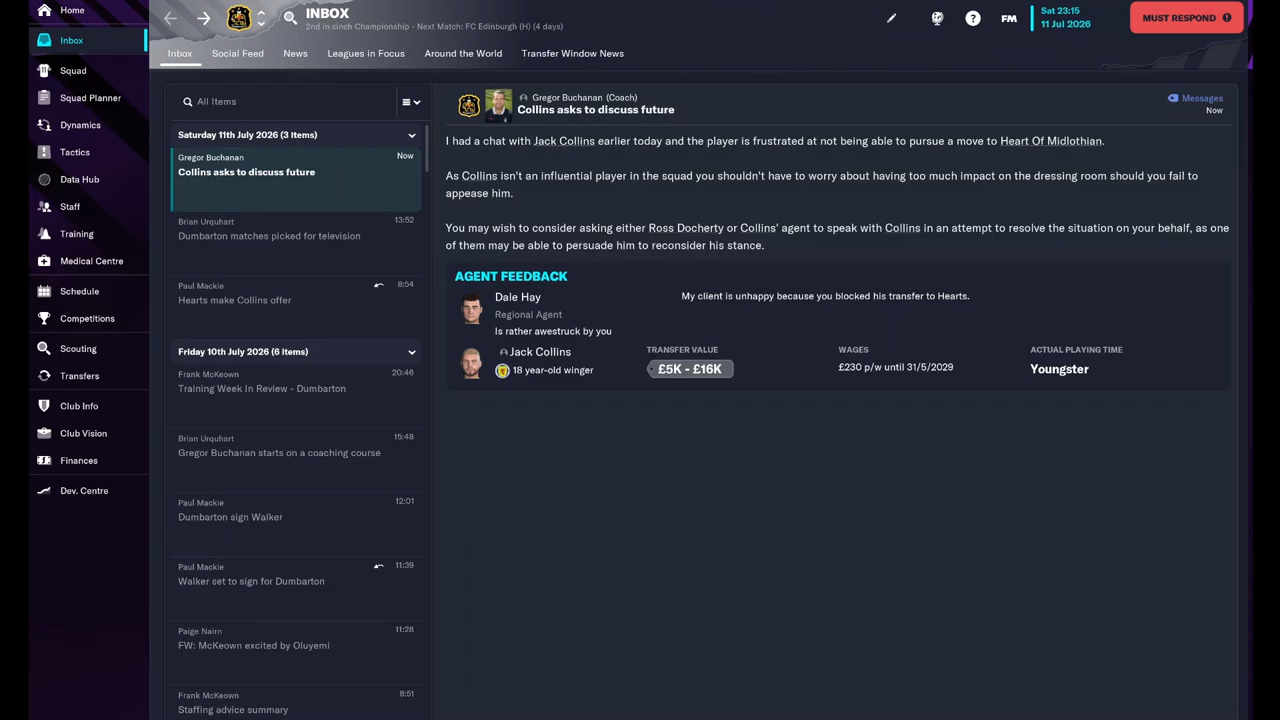 Home
Inbox
Squad
Squad Planner
Dynamics
Tactics
Data Hub
Staff
Training
Medical Centre
Schedule
Competitions
Scouting
Transfers
Club Info
Club Vision
Finances
Dev. Centre
INBOX
2nd in cinch Championship - Next Match: FC Edinburgh (H) (4 days)
FM
Sat 23:15
11 Jul 2026
MUST RESPOND
Inbox
Social Feed
News
Leagues in Focus
Around the World
Transfer Window News
All Items
Saturday 11th July 2026 (3 items)
Gregor Buchanan
Now
Collins asks to discuss future
Brian Urquhart
13:52
Dumbarton matches picked for television
Paul Mackie
8:54
Hearts make Collins offer
Friday 10th July 2026 (6 items)
Frank McKeown
20:46
Training Week In Review - Dumbarton
Brian Urquhart
15:48
Gregor Buchanan starts on a coaching course
Paul Mackie
12:01
Dumbarton sign Walker
Paul Mackie
11:39
Walker set to sign for Dumbarton
Paige Nairn
11:28
FW: McKeown excited by Oluyemi
Frank McKeown
8:51
Staffing advice summary
Gregor Buchanan (Coach)
Collins asks to discuss future
Messages
Now
I had a chat with Jack Collins earlier today and the player is frustrated at not being able to pursue a move to Heart Of Midlothian.
As Collins isn't an influential player in the squad you shouldn't have to worry about having too much impact on the dressing room should you fail to
appease him.
You may wish to consider asking either Ross Docherty or Collins' agent to speak with Collins in an attempt to resolve the situation on your behalf, as one
of them may be able to persuade him to reconsider his stance.
AGENT FEEDBACK
Dale Hay
Regional Agent
Is rather awestruck by you
My client is unhappy because you blocked his transfer to Hearts.
Jack Collins
18 year-old winger
TRANSFER VALUE
£5K - £16K
WAGES
£230 p/w until 31/5/2029
ACTUAL PLAYING TIME
Youngster